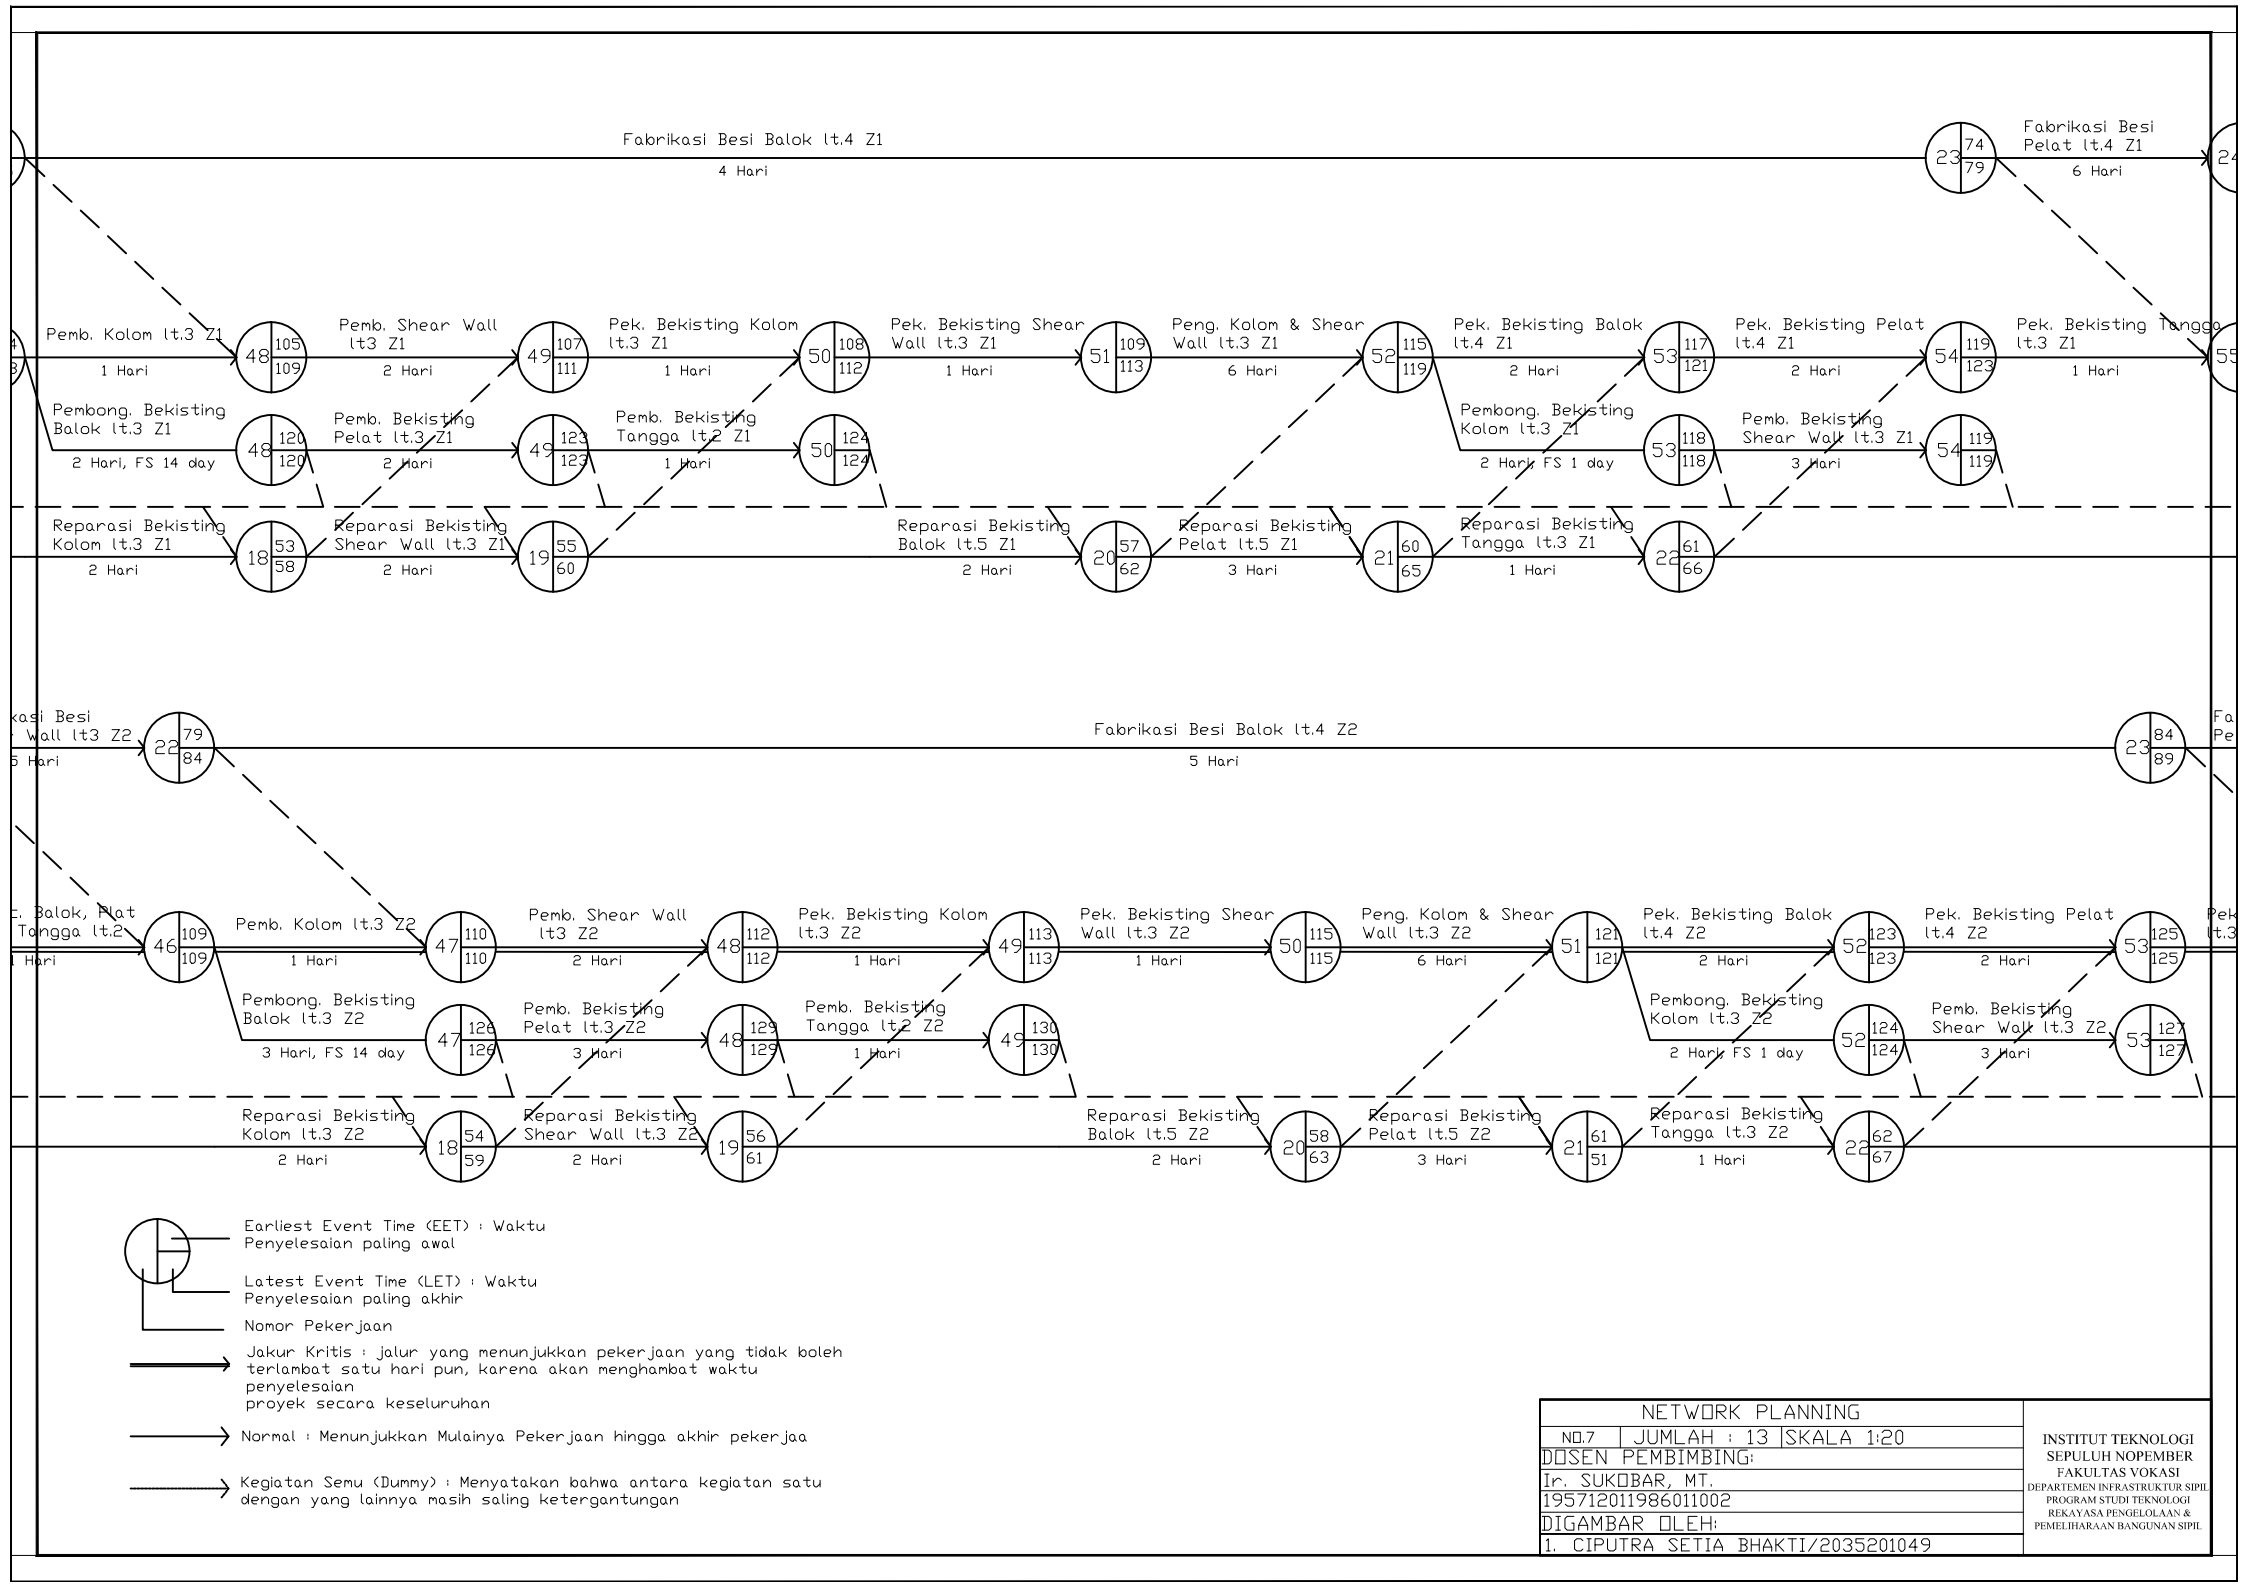 Fabrikasi Besi Balok lt.4 Z1
4 Hari
23
74
79
Fabrikasi Besi
Pelat lt.4 Z1
6 Hari
Pemb. Kolom lt.3 Z1
1 Hari
48
105
109
Pemb. Shear Wall
lt3 Z1
2 Hari
49
107
111
Pek. Bekisting Kolom
lt.3 Z1
1 Hari
50
108
112
Pek. Bekisting Shear
Wall lt.3 Z1
1 Hari
51
109
113
Peng. Kolom & Shear
Wall lt.3 Z1
6 Hari
52
115
119
Pek. Bekisting Balok
lt.4 Z1
2 Hari
53
117
121
Pek. Bekisting Pelat
lt.4 Z1
2 Hari
54
119
123
Pek. Bekisting Tangga
lt.3 Z1
1 Hari
55
Pembong. Bekisting
Balok lt.3 Z1
2 Hari, FS 14 day
48
120
120
Pemb. Bekisting
Pelat lt.3 Z1
2 Hari
49
123
123
Pemb. Bekisting
Tangga lt.2 Z1
1 Hari
50
124
124
Pembong. Bekisting
Kolom lt.3 Z1
2 Hari, FS 1 day
53
118
118
Pemb. Bekisting
Shear Wall lt.3 Z1
3 Hari
54
119
119
Reparasi Bekisting
Kolom lt.3 Z1
2 Hari
18
53
58
Reparasi Bekisting
Shear Wall lt.3 Z1
2 Hari
19
55
60
Reparasi Bekisting
Balok lt.5 Z1
2 Hari
20
57
62
Reparasi Bekisting
Pelat lt.5 Z1
3 Hari
21
60
65
Reparasi Bekisting
Tangga lt.3 Z1
1 Hari
22
61
66
kasi Besi
Wall lt3 Z2
5 Hari
22
79
84
Fabrikasi Besi Balok lt.4 Z2
5 Hari
23
84
89
Fa
Pe
. Balok, Plat
Tangga lt.2
1 Hari
46
109
109
Pemb. Kolom lt.3 Z2
1 Hari
47
110
110
Pemb. Shear Wall
lt3 Z2
2 Hari
48
112
112
Pek. Bekisting Kolom
lt.3 Z2
1 Hari
49
113
113
Pek. Bekisting Shear
Wall lt.3 Z2
1 Hari
50
115
115
Peng. Kolom & Shear
Wall lt.3 Z2
6 Hari
51
121
121
Pek. Bekisting Balok
lt.4 Z2
2 Hari
52
123
123
Pek. Bekisting Pelat
lt.4 Z2
2 Hari
53
125
125
Pek
lt.3
Pembong. Bekisting
Balok lt.3 Z2
3 Hari, FS 14 day
47
126
126
Pemb. Bekisting
Pelat lt.3 Z2
3 Hari
48
129
129
Pemb. Bekisting
Tangga lt.2 Z2
1 Hari
49
130
130
Pembong. Bekisting
Kolom lt.3 Z2
2 Hari, FS 1 day
52
124
124
Pemb. Bekisting
Shear Wall lt.3 Z2
3 Hari
53
127
127
Reparasi Bekisting
Kolom lt.3 Z2
2 Hari
18
54
59
Reparasi Bekisting
Shear Wall lt.3 Z2
2 Hari
19
56
61
Reparasi Bekisting
Balok lt.5 Z2
2 Hari
20
58
63
Reparasi Bekisting
Pelat lt.5 Z2
3 Hari
21
61
51
Reparasi Bekisting
Tangga lt.3 Z2
1 Hari
22
62
67
Earliest Event Time (EET) : Waktu
Penyelesaian paling awal
Latest Event Time (LET) : Waktu
Penyelesaian paling akhir
Nomor Pekerjaan
Jakur Kritis : jalur yang menunjukkan pekerjaan yang tidak boleh
terlambat satu hari pun, karena akan menghambat waktu
penyelesaian
proyek secara keseluruhan
Normal : Menunjukkan Mulainya Pekerjaan hingga akhir pekerjaa
Kegiatan Semu (Dummy) : Menyatakan bahwa antara kegiatan satu
dengan yang lainnya masih saling ketergantungan
NETWORK PLANNING
NO.7 JUMLAH : 13 SKALA 1:20
DOSEN PEMBIMBING:
Ir. SUKOBAR, MT.
195712011986011002
DIGAMBAR OLEH:
1. CIPUTRA SETIA BHAKTI/2035201049
INSTITUT TEKNOLOGI
SEPULUH NOPEMBER
FAKULTAS VOKASI
DEPARTEMEN INFRASTRUKTUR SIPIL
PROGRAM STUDI TEKNOLOGI
REKAYASA PENGELOLAAN &
PEMELIHARAAN BANGUNAN SIPIL